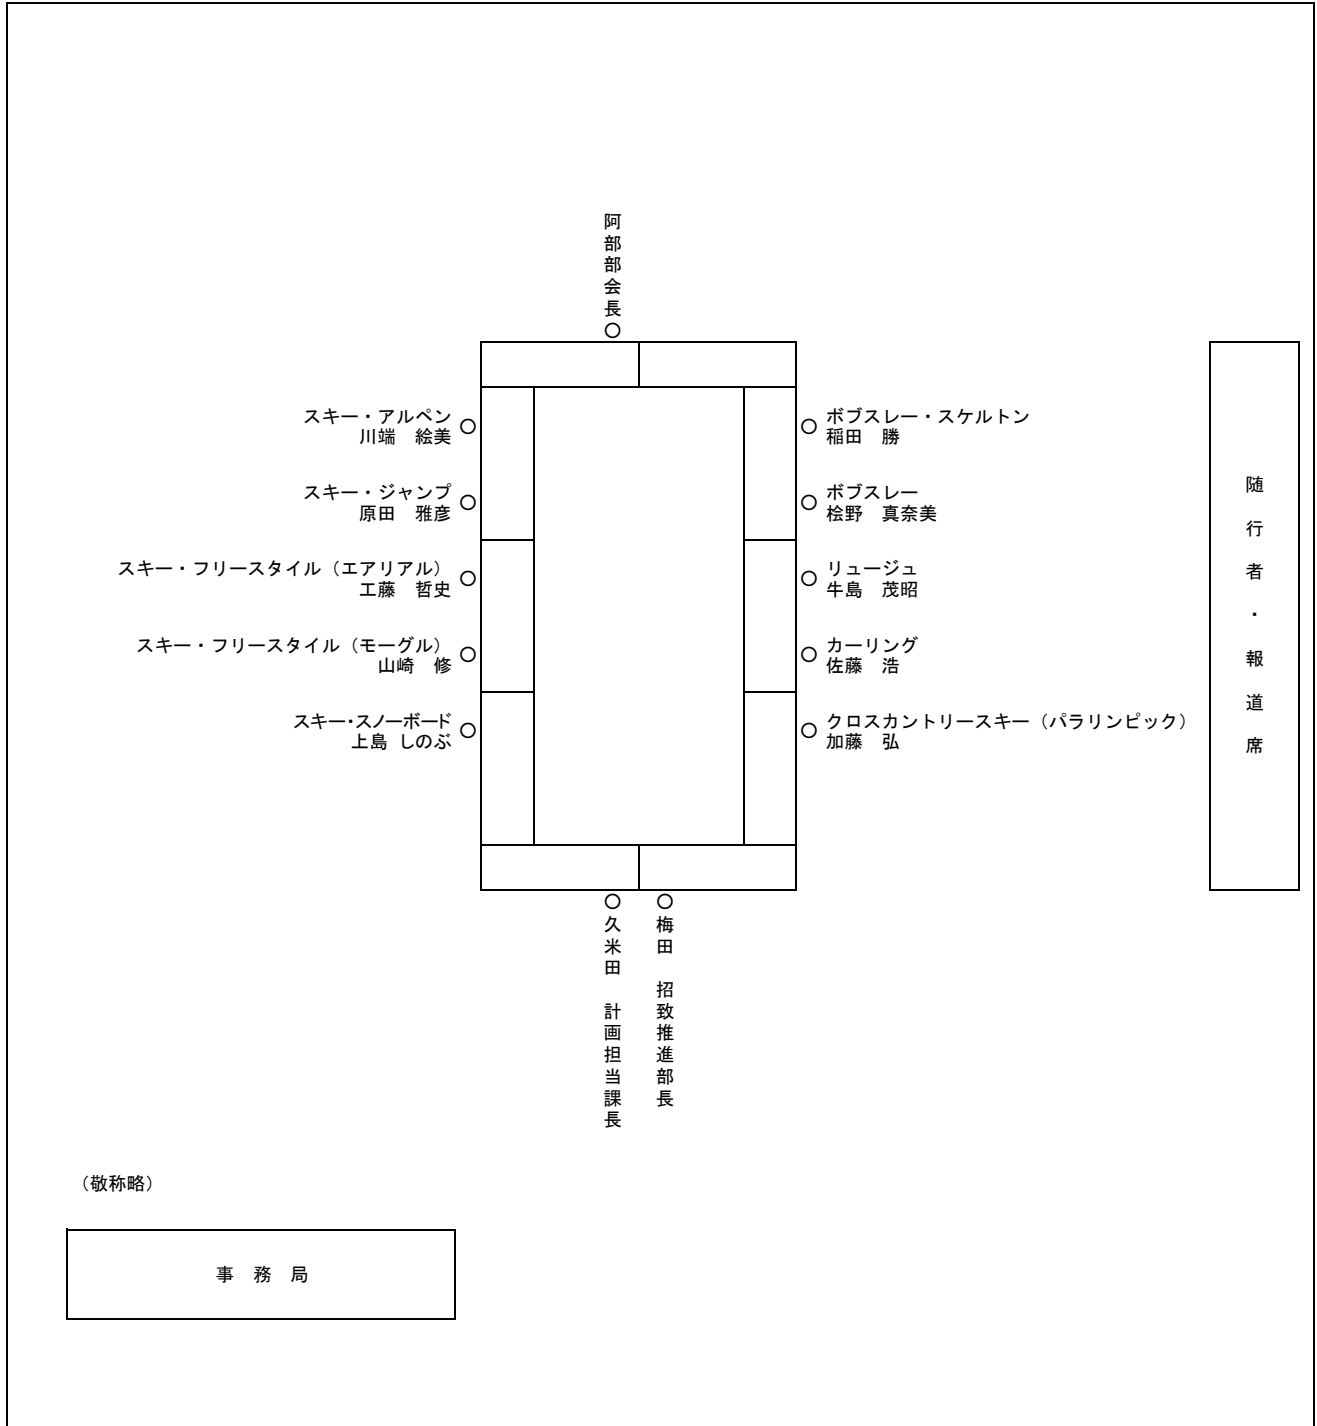 阿部部会長
スキー・アルペン
川端　絵美
スキー・ジャンプ
原田　雅彦
スキー・フリースタイル（エアリアル）
工藤　哲史
スキー・フリースタイル（モーグル）
山崎　修
スキー・スノーボード
上島 しのぶ
ボブスレー・スケルトン
稲田　勝
ボブスレー
桧野　真奈美
リュージュ
牛島　茂昭
カーリング
佐藤　浩
クロスカントリースキー（パラリンピック）
加藤　弘
随行者・報道席
梅田　招致推進部長
久米田　計画担当課長
（敬称略）
事　務　局